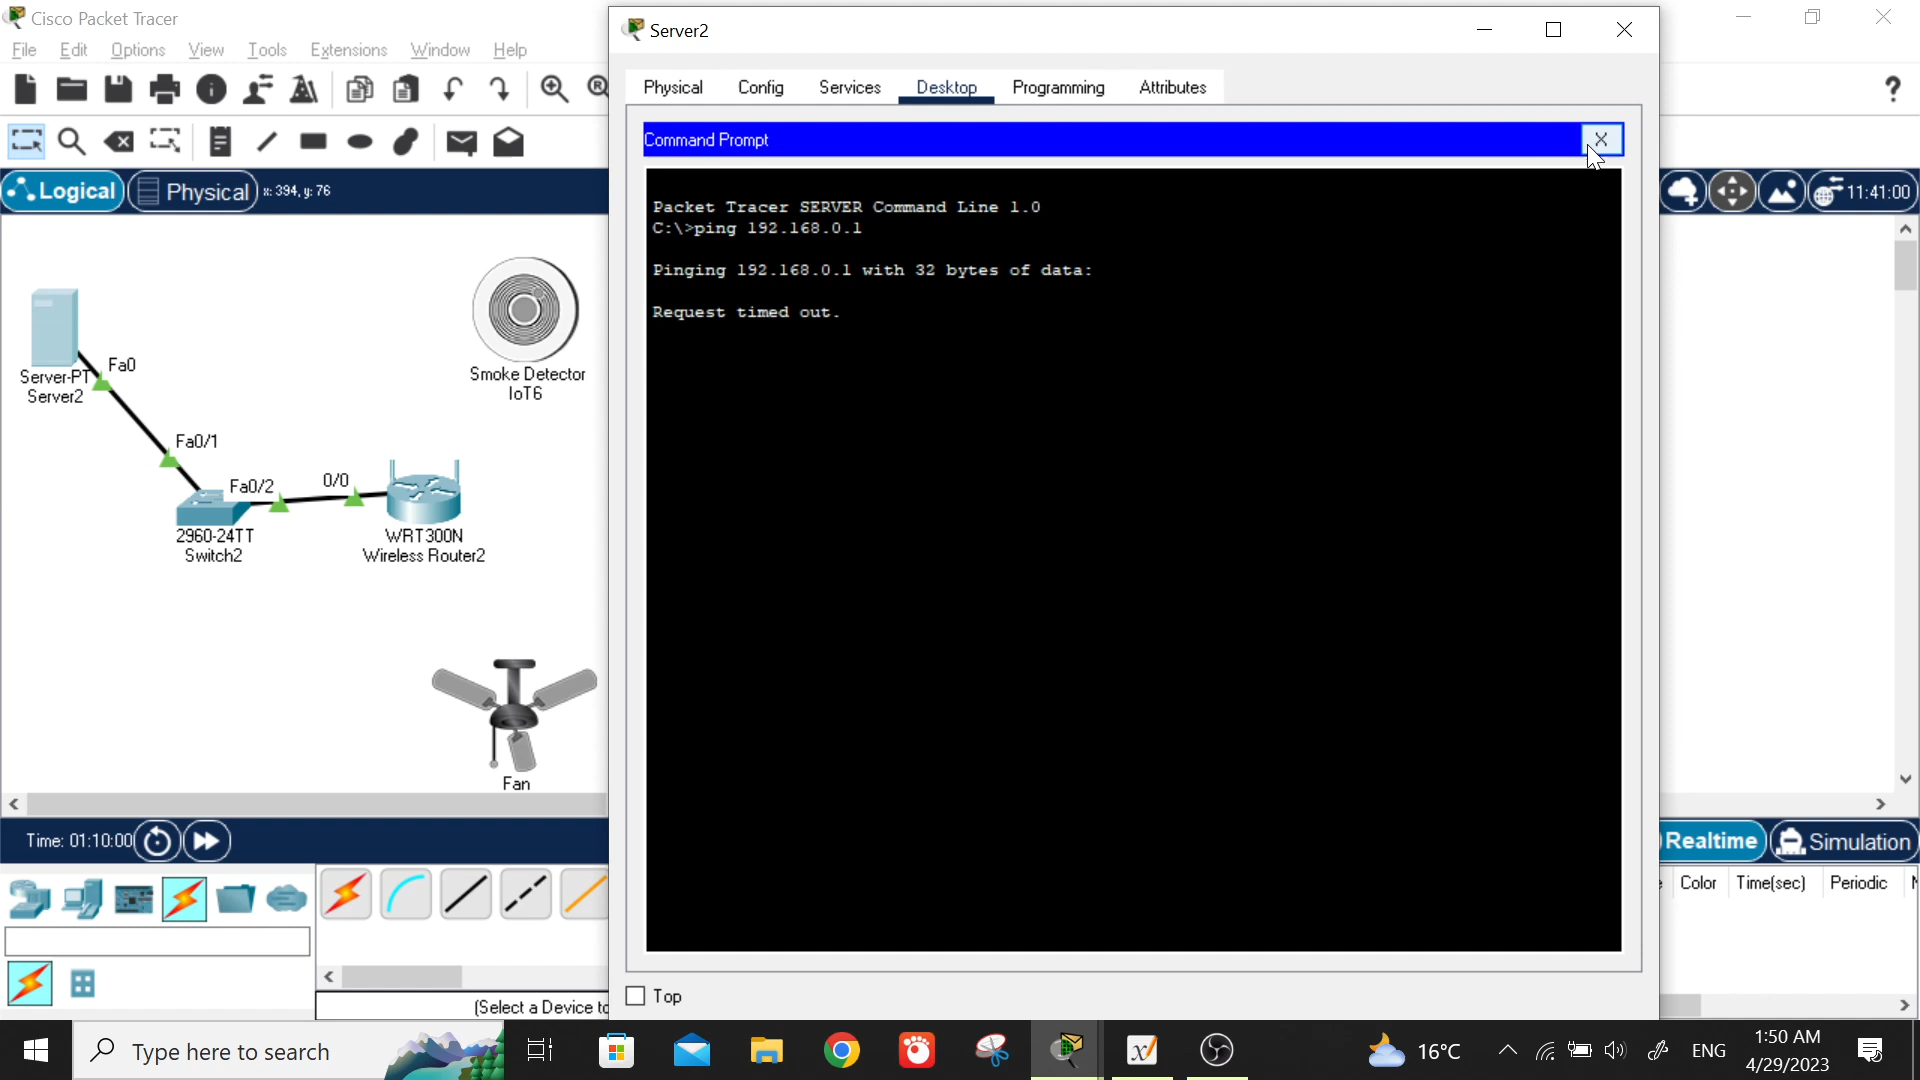 Cisco Packet Tracer
File Edit Options View Tools Extensions Window Help
Server2
Physical Config Services Desktop Programming Attributes
Command Prompt
X
Packet Tracer SERVER Command Line 1.0
C:\>ping 192.168.0.1
Pinging 192.168.0.1 with 32 bytes of data:
Request timed out.
Top
?
Logical
Physical
x: 394, y: 76
11:41:00
Fa0
Server-PT
Server2
Smoke Detector
IoT6
Fa0/1
Fa0/2
0/0
2960-24TT
Switch2
WRT300N
Wireless Router2
Fan
Time: 01:10:00
Realtime
Simulation
Color Time(sec) Periodic
(Select a Device to
Type here to search
16°C
ENG
1:50 AM
4/29/2023